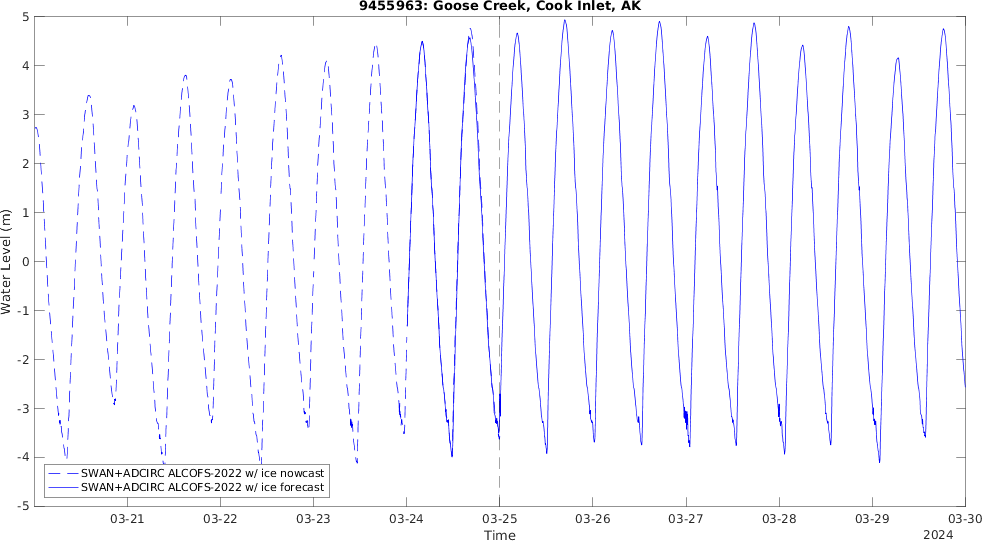 9455963: Goose Creek, Cook Inlet, AK
5
4
3
2
1
0
-1
-2
-3
-4
-5
Water Level (m)
SWAN+ADCIRC ALCOFS-2022 w/ ice nowcast
SWAN+ADCIRC ALCOFS-2022 w/ ice forecast
03-21 03-22 03-23 03-24 03-25 03-26 03-27 03-28 03-29 03-30
Time
2024